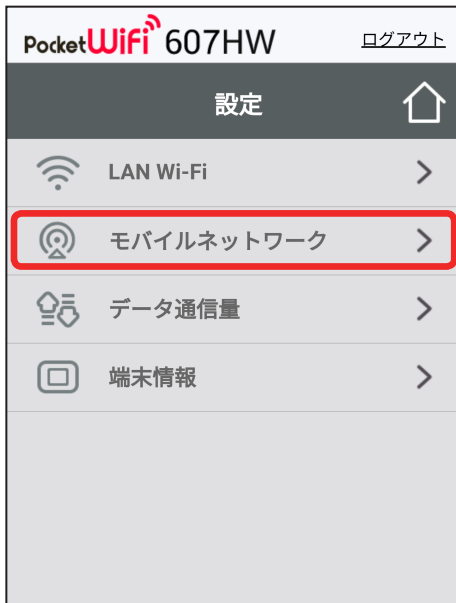 PocketWiFi 607HW ログアウト
設定
LAN Wi-Fi
モバイルネットワーク
データ通信量
端末情報